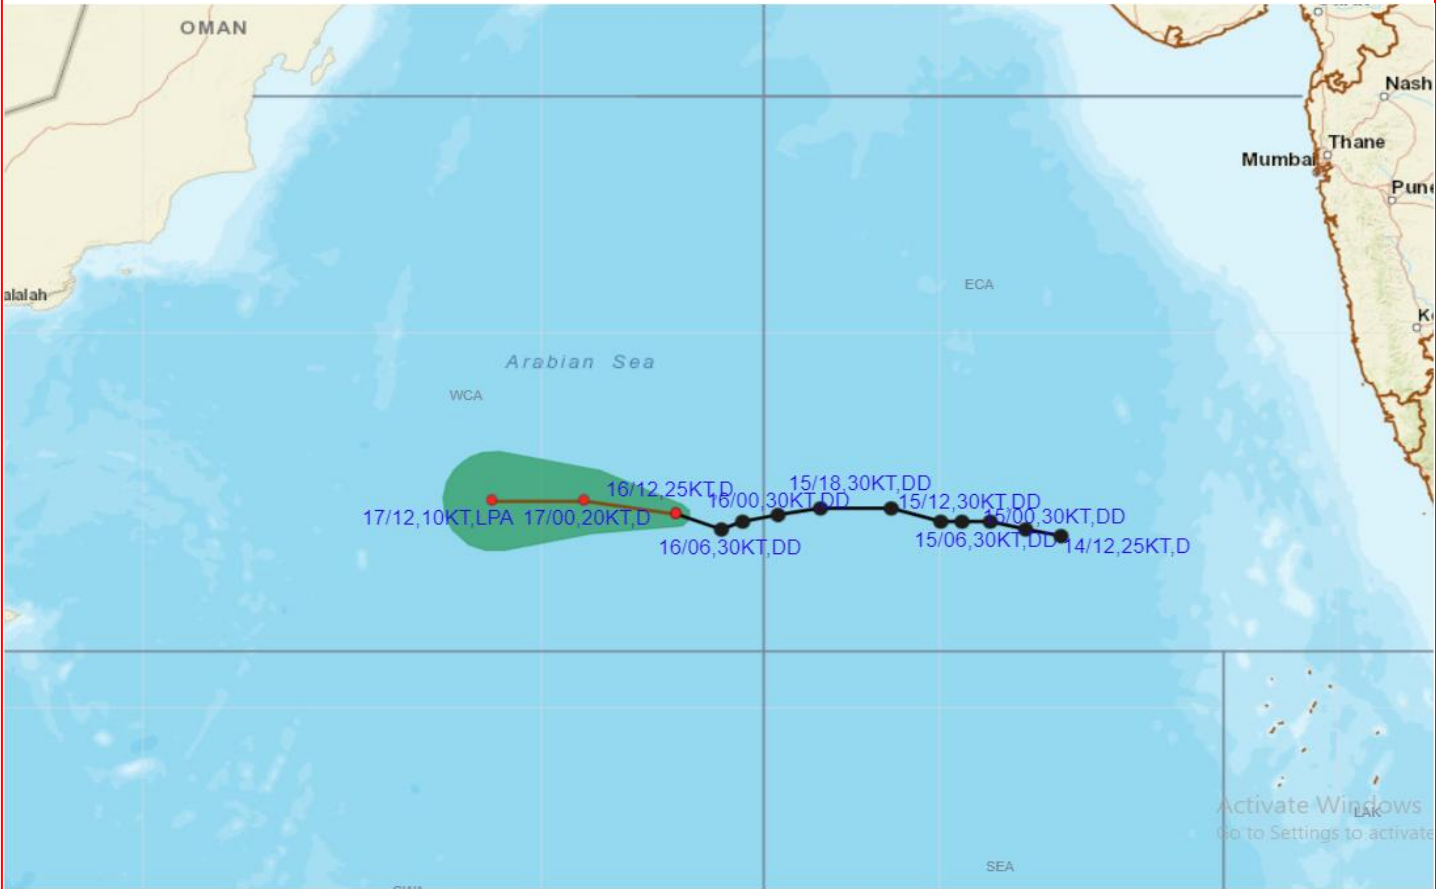 OMAN
Nash
Thane
Mumbai
Pune
ECA
alalah
Arabian Sea
WCA
15/18,30KT,DD
16/12,25KT,D
16/00,30KT,DD
15/12,30KT,DD
17/12,10KT,LPA
17/00,20KT,D
15/00,30KT,DD
16/06,30KT,DD
15/06,30KT,DD
14/12,25KT,D
Activate Windows
LAK
Go to Settings to activate
SEA